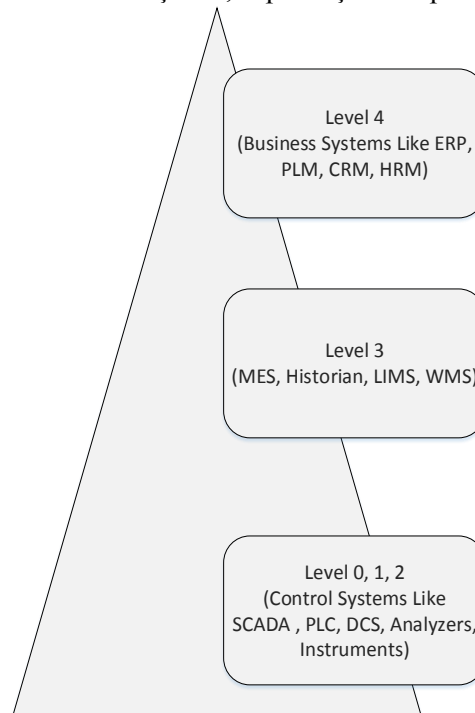 Level 4
(Business Systems Like ERP,
PLM, CRM, HRM)
Level 3
(MES, Historian, LIMS, WMS)
Level 0, 1, 2
(Control Systems Like
SCADA , PLC, DCS, Analyzers,
Instruments)